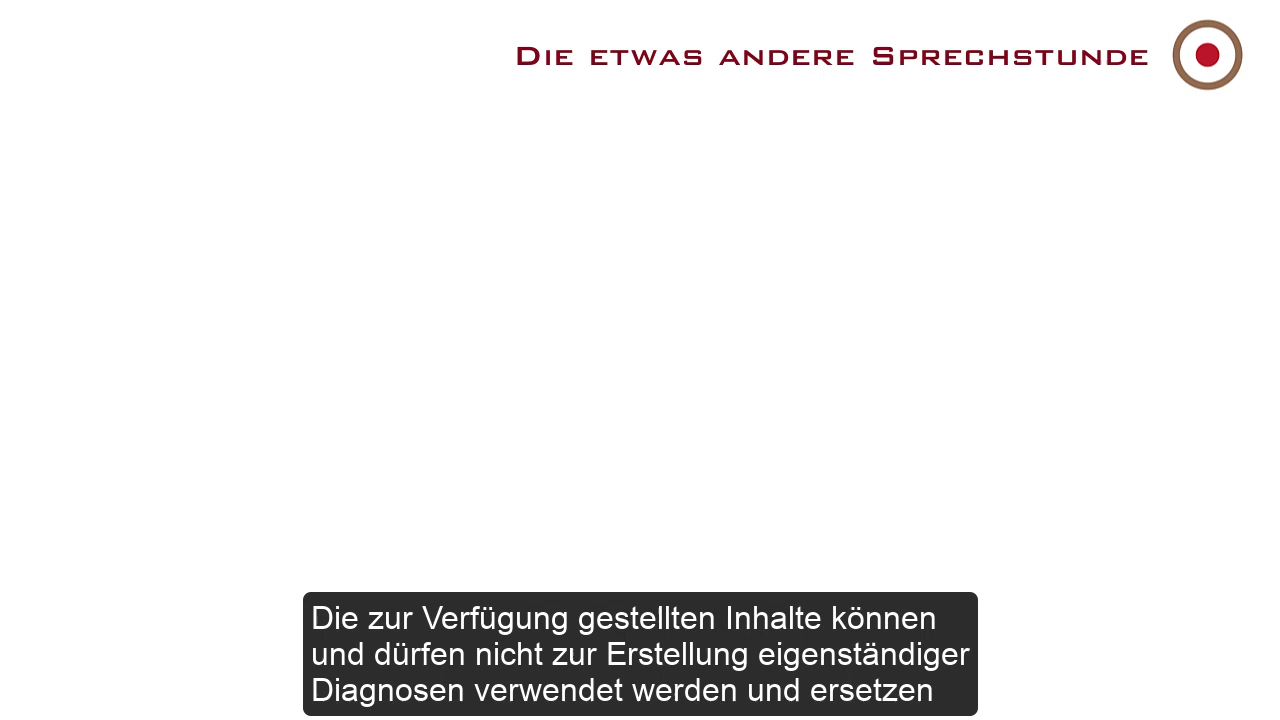 Die etwas andere Sprechstunde
Die zur Verfügung gestellten Inhalte können
und dürfen nicht zur Erstellung eigenständiger
Diagnosen verwendet werden und ersetzen